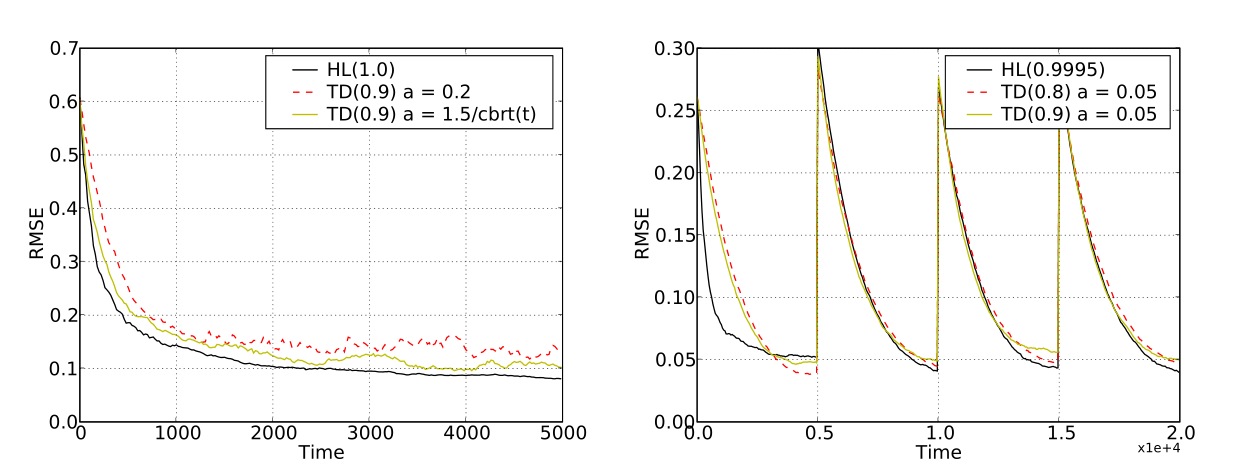 0.7
0.6
0.5
0.4
0.3
0.2
0.1
0.0
RMSE
HL(1.0)
TD(0.9) a = 0.2
TD(0.9) a = 1.5/cbrt(t)
0 1000 2000 3000 4000 5000
Time
0.30
0.25
0.20
0.15
0.10
0.05
0.00
RMSE
HL(0.9995)
TD(0.8) a = 0.05
TD(0.9) a = 0.05
0.0 0.5 1.0 1.5 2.0
x1e+4
Time